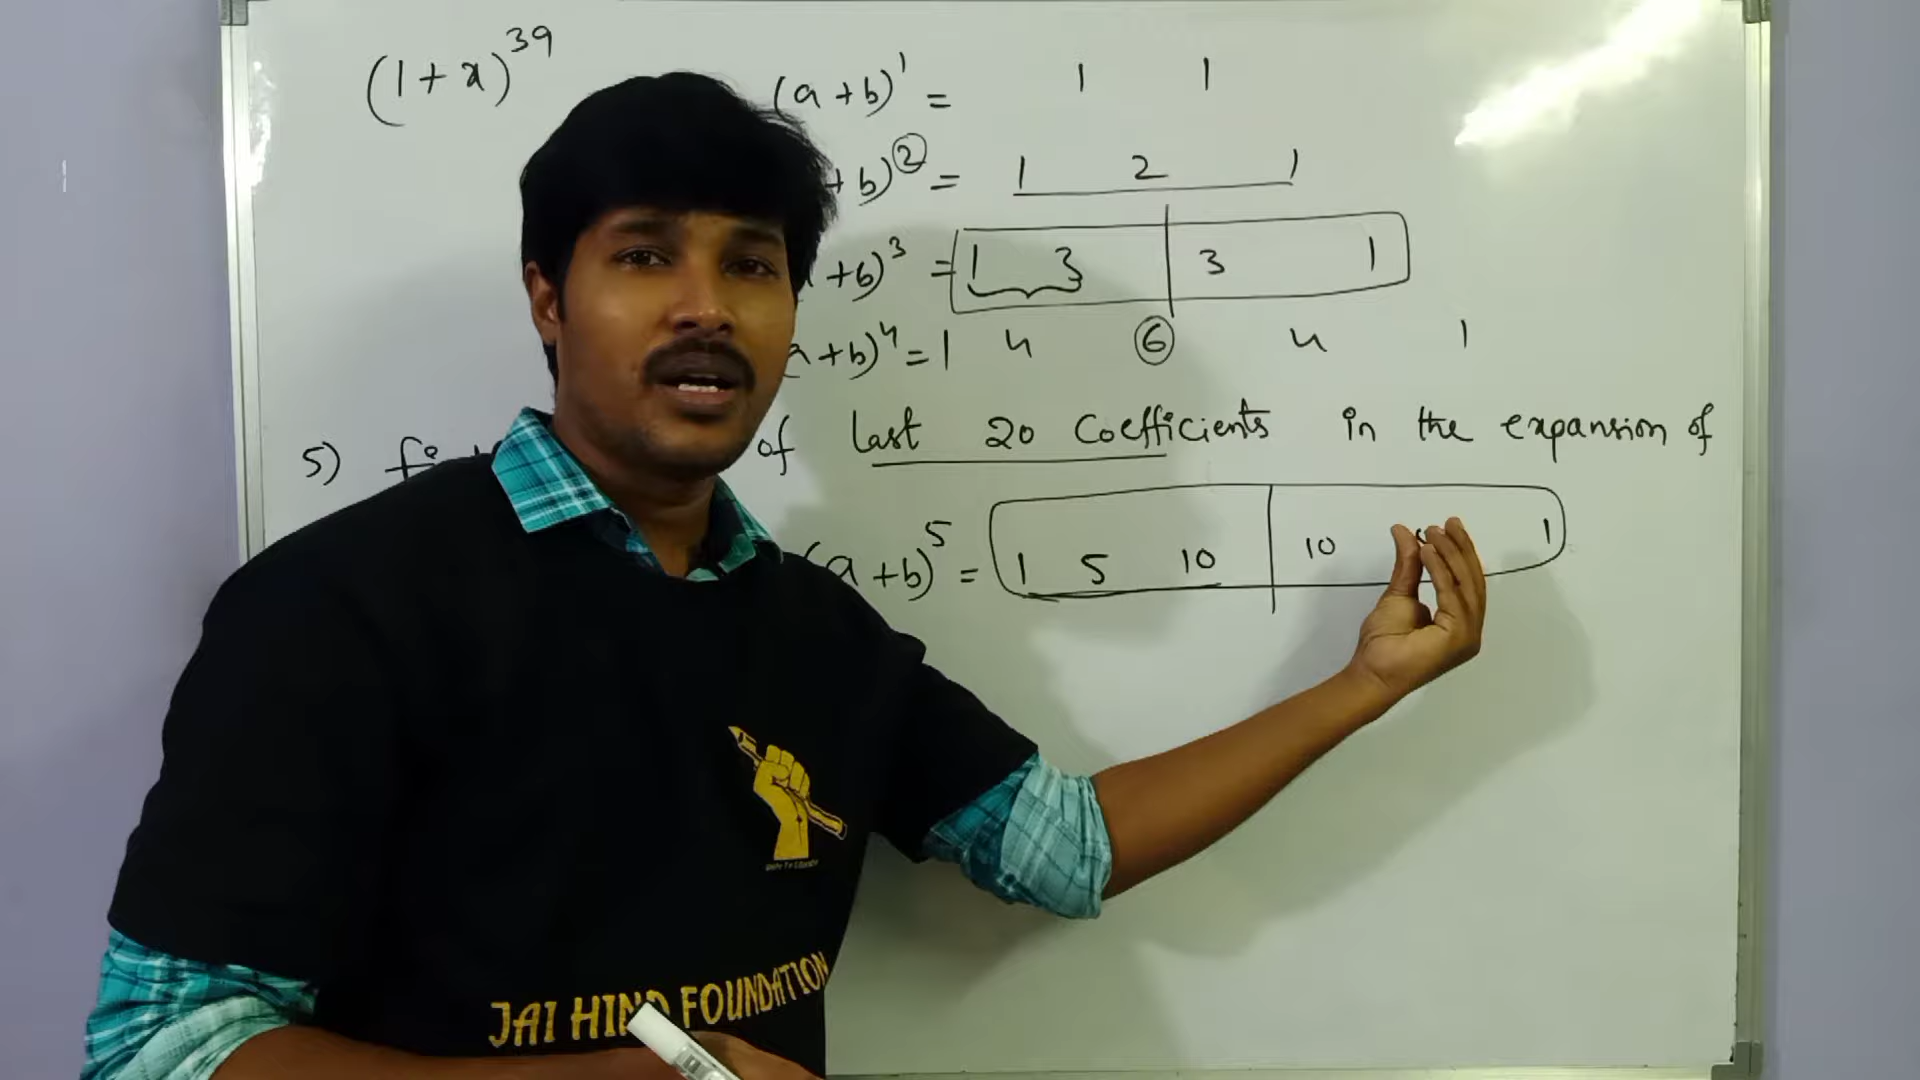 (1+x)^39
(a+b)^1 = 1 1
+b)^2 = 1 2 1
+b)^3 = 1 3 3 1
a+b)^4 = 1 4 6 4 1
5) of last 20 Coefficients in the expansion of
(a+b)^5 = 1 5 10 10 1
JAI HIND FOUNDATION